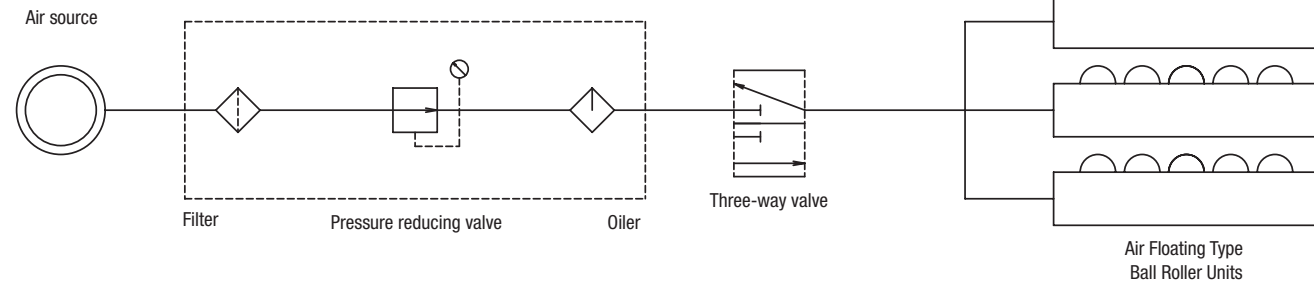 Air source
Filter
Pressure reducing valve
Oiler
Three-way valve
Air Floating Type
Ball Roller Units